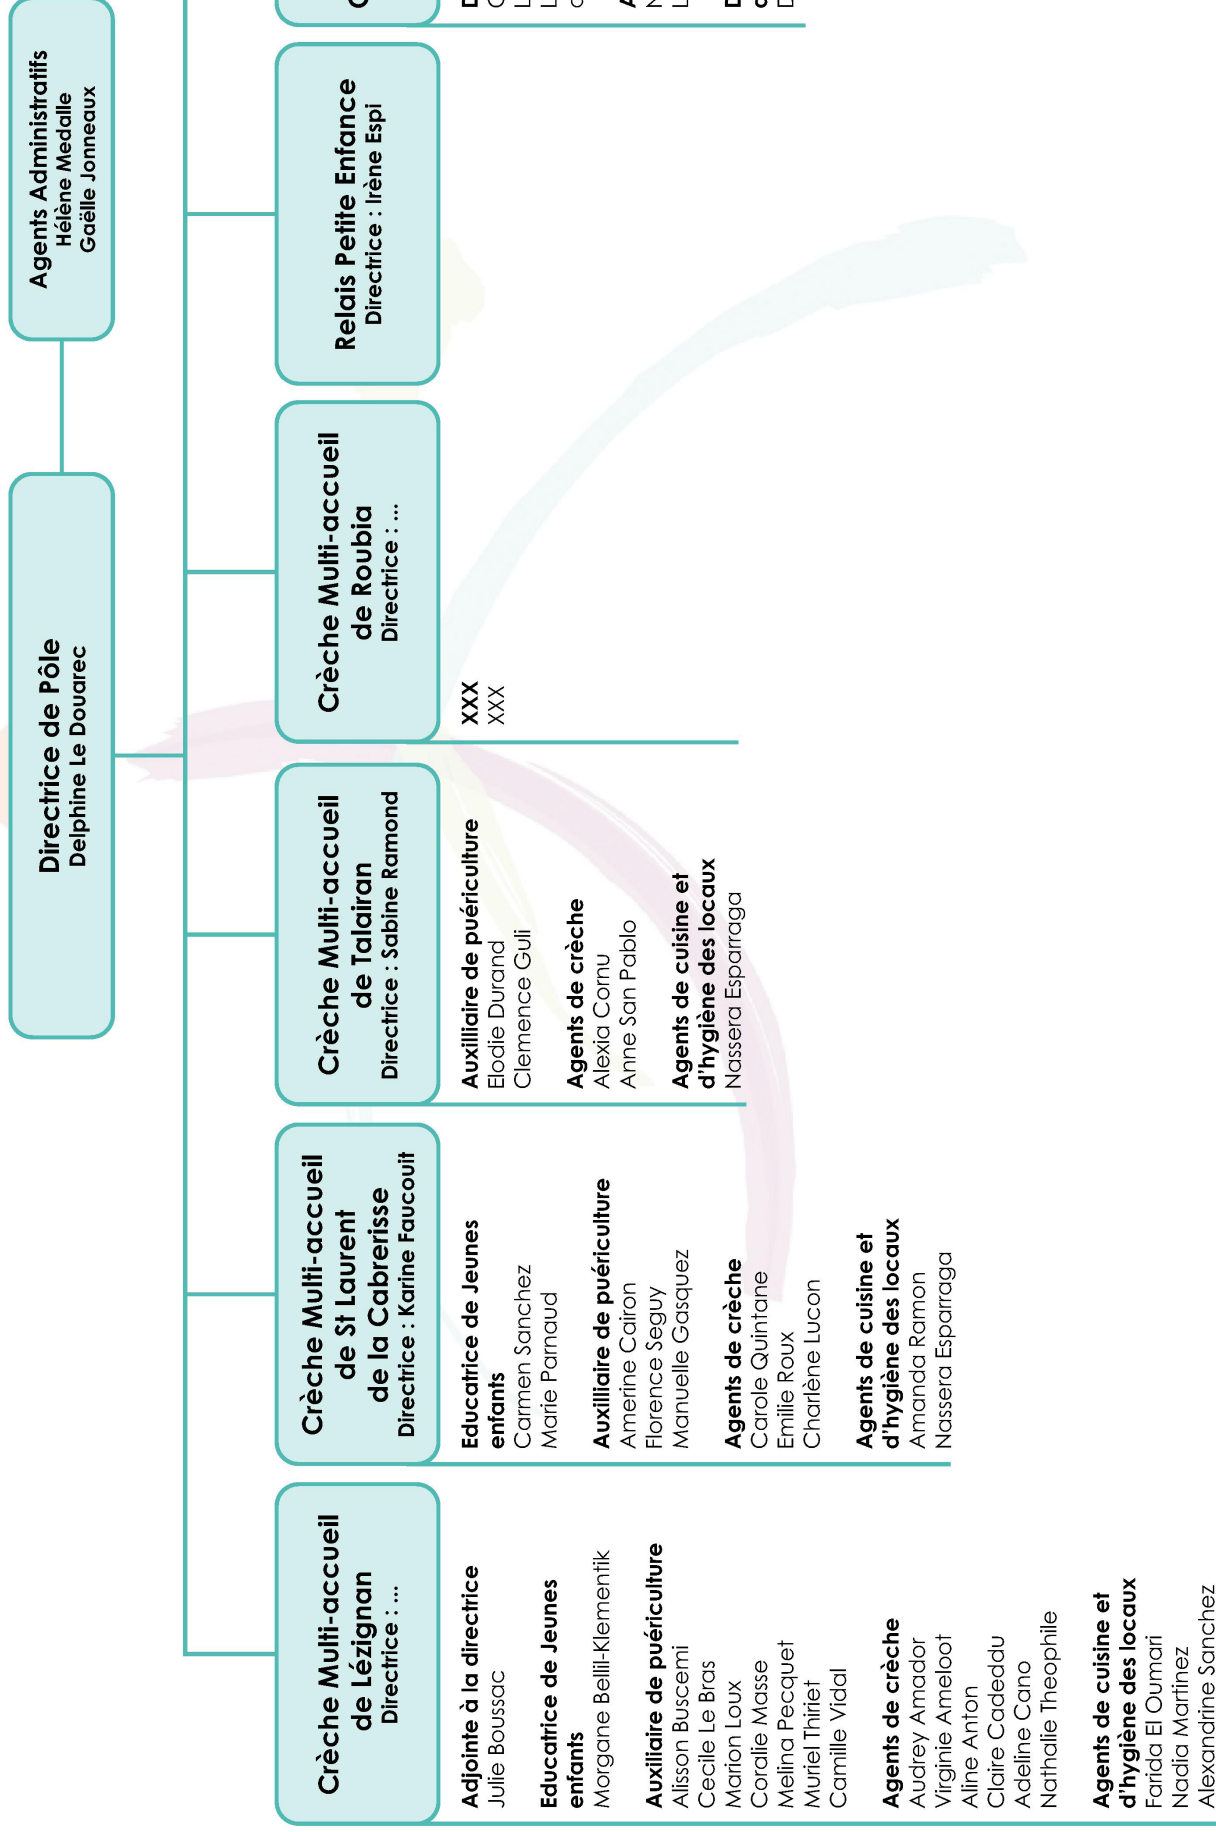 Directrice de Pôle
Delphine Le Douarec
Agents Administratifs
Hélène Medalle
Gaëlle Jonneaux
Crèche Multi-accueil
de Lézignan
Directrice : ...
Adjointe à la directrice
Julie Boussac
Educatrice de Jeunes
enfants
Morgane Bellil-Klementik
Auxiliaire de puériculture
Alisson Buscemi
Cecile Le Bras
Marion Loux
Coralie Masse
Melina Pecquet
Muriel Thiriet
Camille Vidal
Agents de crèche
Audrey Amador
Virginie Ameloot
Aline Anton
Claire Cadeddu
Adeline Cano
Nathalie Theophile
Agents de cuisine et
d'hygiène des locaux
Farida El Oumari
Nadia Martinez
Alexandrine Sanchez
Crèche Multi-accueil
de St Laurent
de la Cabrerisse
Directrice : Karine Faucouit
Educatrice de Jeunes
enfants
Carmen Sanchez
Marie Parnaud
Auxiliaire de puériculture
Amerine Cairon
Florence Seguy
Manuelle Gasquez
Agents de crèche
Carole Quintane
Emilie Roux
Charlène Lucon
Agents de cuisine et
d'hygiène des locaux
Amanda Ramon
Nassera Esparraga
Crèche Multi-accueil
de Talairan
Directrice : Sabine Ramond
Auxilliaire de puériculture
Elodie Durand
Clemence Guli
Agents de crèche
Alexia Cornu
Anne San Pablo
Agents de cuisine et
d'hygiène des locaux
Nassera Esparraga
Crèche Multi-accueil
de Roubia
Directrice : ...
XXX
XXX
Relais Petite Enfance
Directrice : Irène Espi